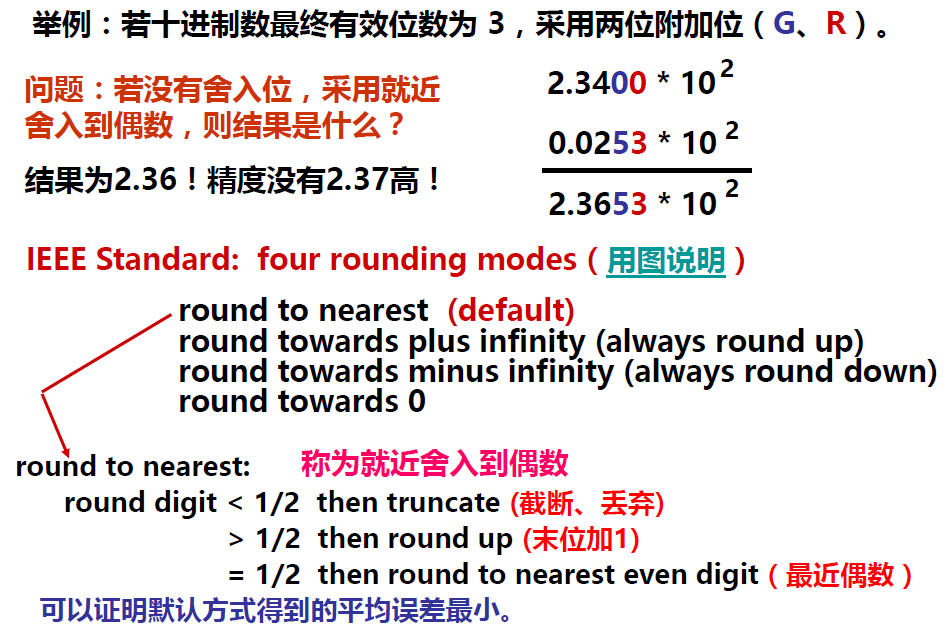 举例：若十进制数最终有效位数为 3，采用两位附加位（G、R）。
问题：若没有舍入位，采用就近
舍入到偶数，则结果是什么？
结果为2.36！精度没有2.37高！
2.3400 * 10 2
0.0253 * 10 2
2.3653 * 10 2
IEEE Standard: four rounding modes（用图说明）
round to nearest (default)
round towards plus infinity (always round up)
round towards minus infinity (always round down)
round towards 0
round to nearest: 称为就近舍入到偶数
round digit < 1/2 then truncate (截断、丢弃)
> 1/2 then round up (末位加1)
= 1/2 then round to nearest even digit（最近偶数）
可以证明默认方式得到的平均误差最小。